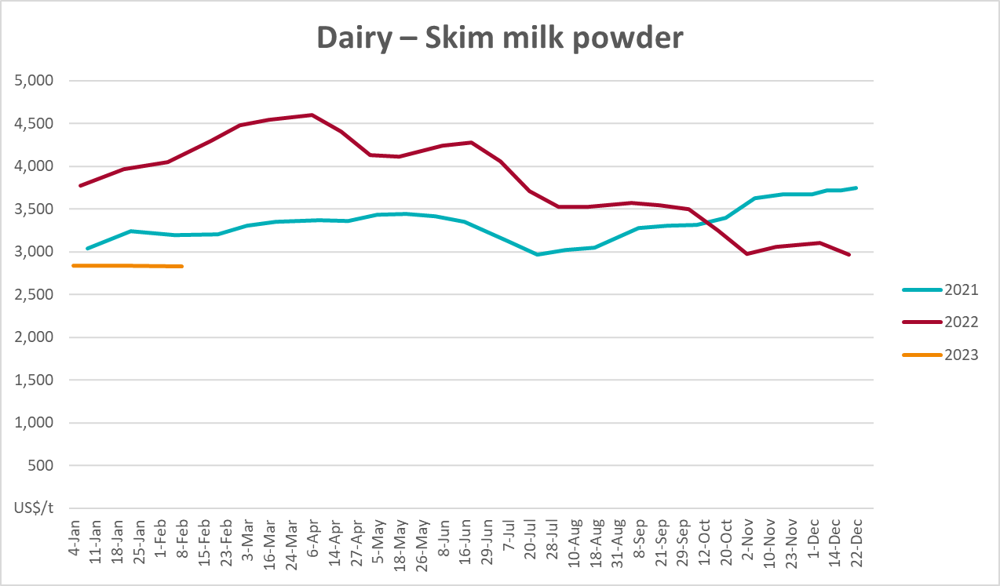 Dairy – Skim milk powder
5,000
4,500
4,000
3,500
3,000
2,500
2,000
1,500
1,000
500
US$/t
4-Jan
11-Jan
18-Jan
25-Jan
1-Feb
8-Feb
15-Feb
23-Feb
3-Mar
16-Mar
24-Mar
6-Apr
14-Apr
27-Apr
5-May
18-May
26-May
8-Jun
16-Jun
29-Jun
7-Jul
20-Jul
28-Jul
10-Aug
18-Aug
31-Aug
8-Sep
21-Sep
29-Sep
12-Oct
20-Oct
2-Nov
10-Nov
23-Nov
1-Dec
14-Dec
22-Dec
2021
2022
2023